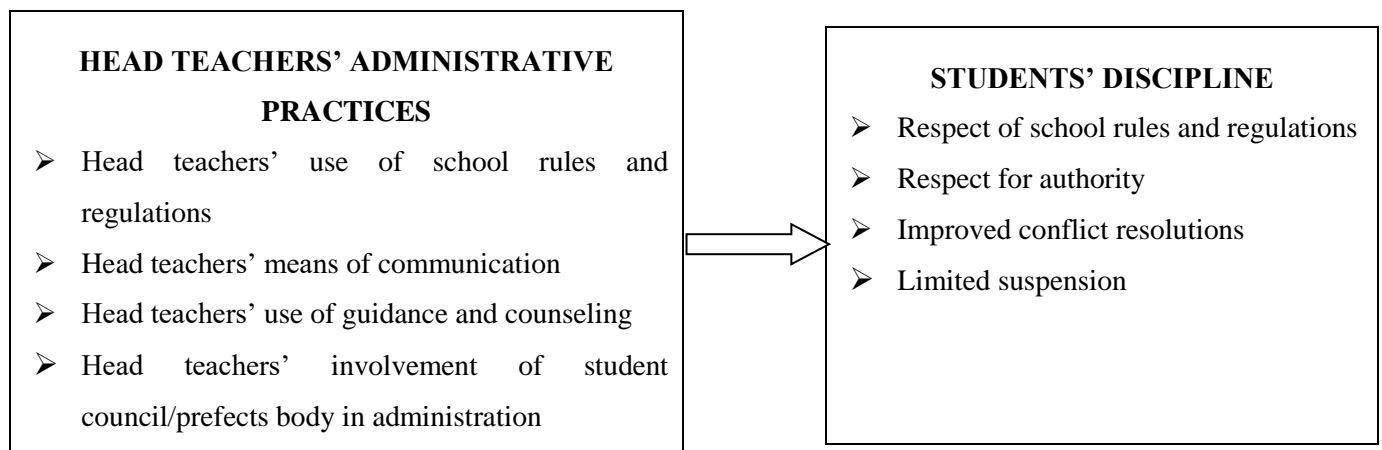 HEAD TEACHERS’ ADMINISTRATIVE
PRACTICES
➢ Head teachers’ use of school rules and
regulations
➢ Head teachers’ means of communication
➢ Head teachers’ use of guidance and counseling
➢ Head teachers’ involvement of student
council/prefects body in administration
STUDENTS’ DISCIPLINE
➢ Respect of school rules and regulations
➢ Respect for authority
➢ Improved conflict resolutions
➢ Limited suspension